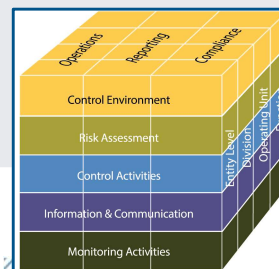 Operations
Reporting
Compliance
Control Environment
Risk Assessment
Control Activities
Information & Communication
Monitoring Activities
Entity Level
Division
Operating Unit